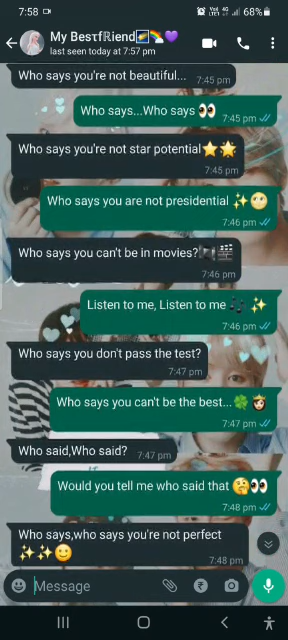 7:58 68%
My Besτf℟iend🌌🌈💜
last seen today at 7:57 pm
Who says you're not beautiful... 7:45 pm
Who says...Who says 👀
7:45 pm
Who says you're not star potential⭐🌟
7:45 pm
Who says you are not presidential ✨🤭
7:46 pm
Who says you can't be in movies?🎥🎬
7:46 pm
Listen to me, Listen to me 🎶 ✨
7:46 pm
Who says you don't pass the test?
7:47 pm
Who says you can't be the best...🍀👸🏻
7:47 pm
Who said,Who said? 7:47 pm
Would you tell me who said that 🤔👀
7:48 pm
Who says,who says you're not perfect
✨✨🙂
7:48 pm
Message